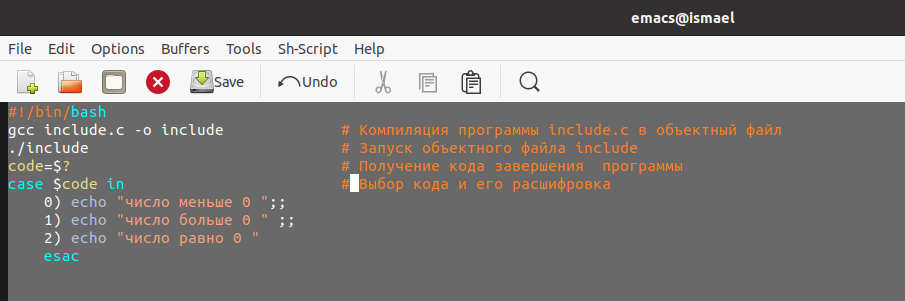 emacs@ismael
File Edit Options Buffers Tools Sh-Script Help
Save Undo
#!/bin/bash
gcc include.c -o include # Компиляция программы include.c в объектный файл
./include # Запуск объектного файла include
code=$? # Получение кода завершения  программы
case $code in # Выбор кода и его расшифровка
    0) echo "число меньше 0 ";;
    1) echo "число больше 0 " ;;
    2) echo "число равно 0 "
    esac